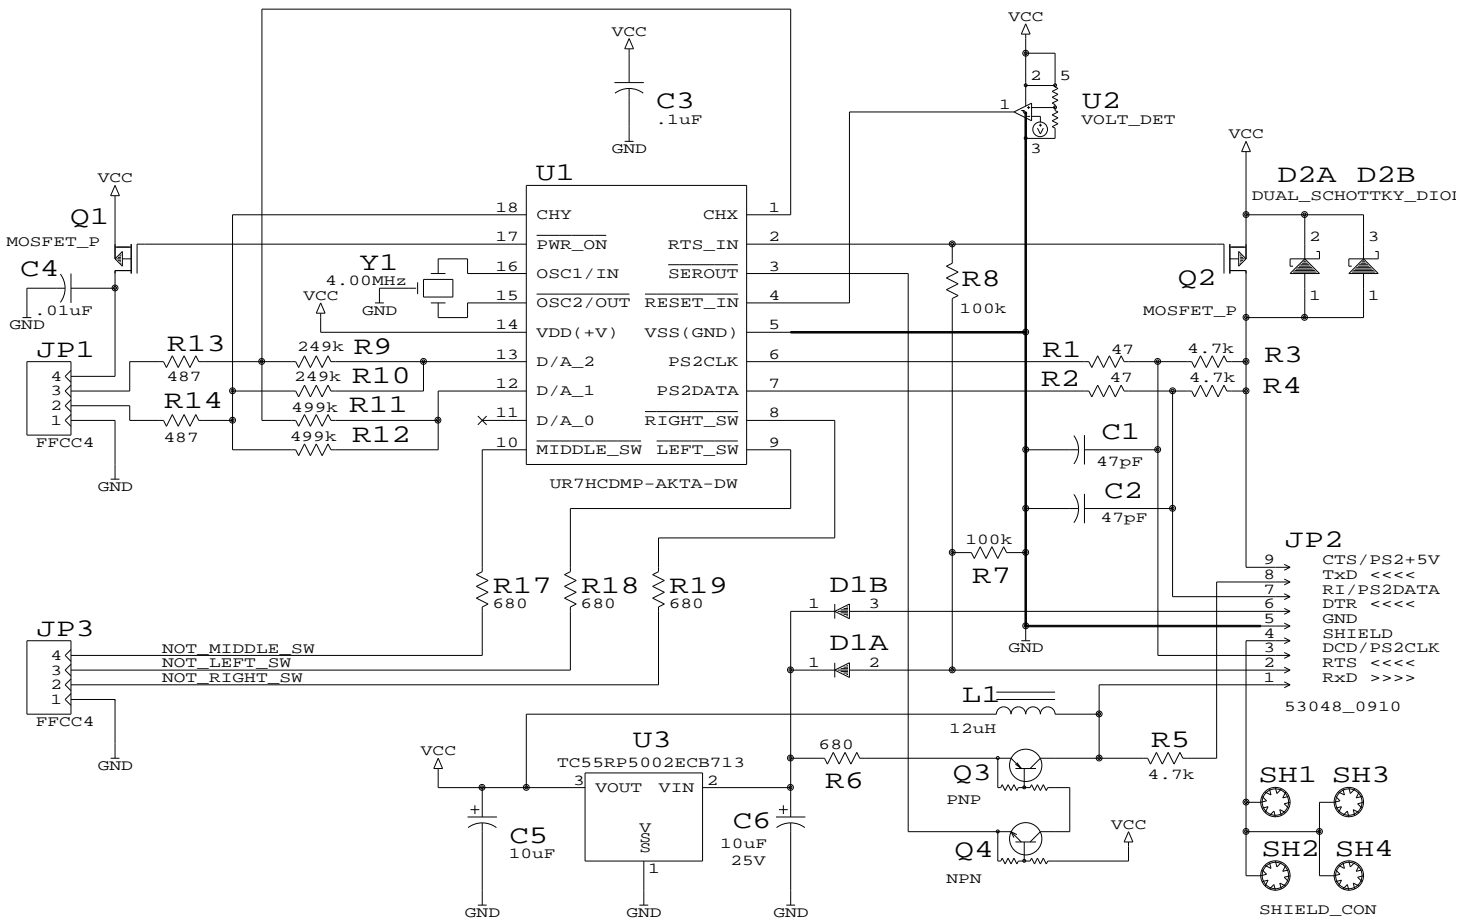 VCC
VCC
C3
.1uF
GND
2
5
1
3
U2
VOLT_DET
VCC
D2A D2B
DUAL_SCHOTTKY_DIO
2
3
1
1
Q2
MOSFET_P
VCC
Q1
MOSFET_P
C4
.01uF
GND
Y1
4.00MHz
GND
VCC
U1
18 CHY
CHX 1
17 PWR_ON
RTS_IN 2
16 OSC1/IN
SEROUT 3
15 OSC2/OUT
RESET_IN 4
14 VDD(+V)
VSS(GND) 5
13 D/A_2
PS2CLK 6
12 D/A_1
PS2DATA 7
11 D/A_0
RIGHT_SW 8
10 MIDDLE_SW
LEFT_SW 9
UR7HCDMP-AKTA-DW
JP1
4
3
2
1
FFCC4
GND
R13
487
R14
487
249k R9
249k R10
499k R11
499k R12
R8
100k
R1 47
4.7k R3
R2 47
4.7k R4
C1
47pF
C2
47pF
100k
R7
R17
680
R18
680
R19
680
D1B
1 3
D1A
1 2
GND
JP2
9 CTS/PS2+5V
8 TxD <<<<
7 RI/PS2DATA
6 DTR <<<<
5 GND
4 SHIELD
3 DCD/PS2CLK
2 RTS <<<<
1 RxD >>>>
53048_0910
JP3
4 NOT_MIDDLE_SW
3 NOT_LEFT_SW
2 NOT_RIGHT_SW
1
FFCC4
GND
L1
12uH
VCC
U3
TC55RP5002ECB713
3 VOUT VIN 2
VSS
1
GND
+
C5
10uF
GND
+
C6
10uF
25V
GND
680
R6
Q3
PNP
Q4
NPN
VCC
R5
4.7k
SH1 SH3
SH2 SH4
SHIELD_CON